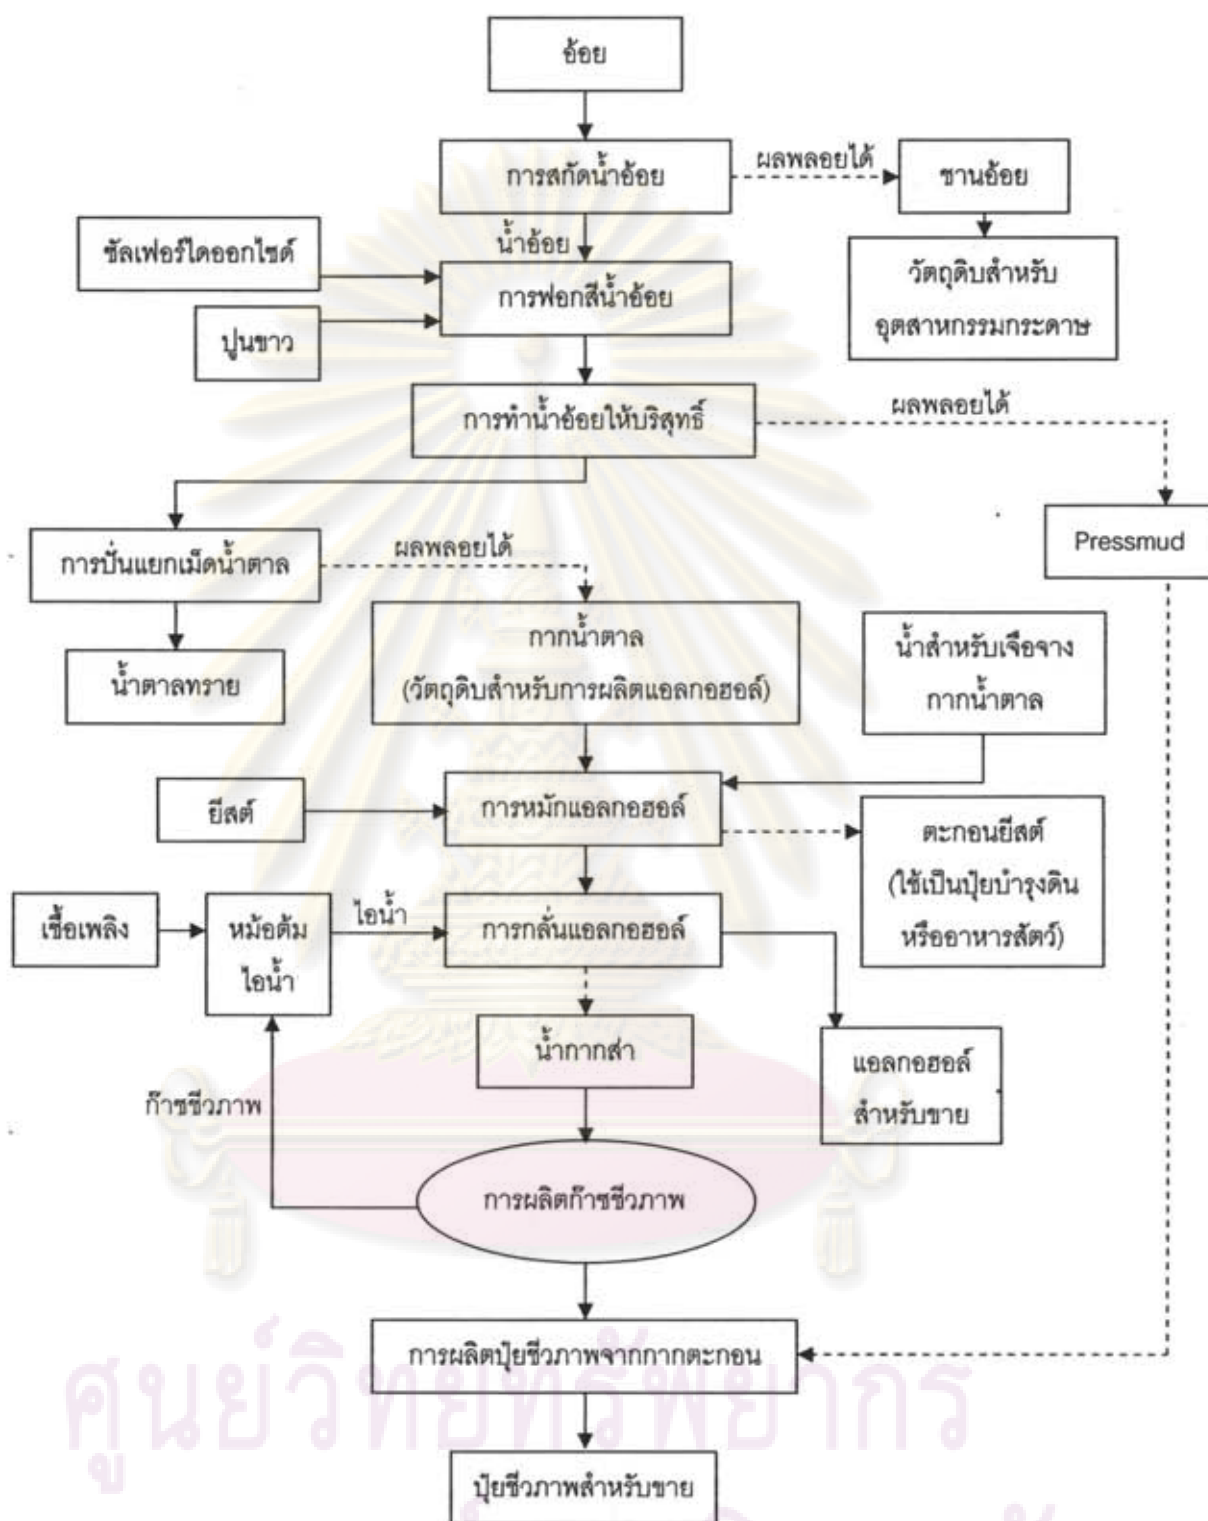 อ้อย
การสกัดน้ำอ้อย
ผลพลอยได้
ชานอ้อย
ซัลเฟอร์ไดออกไซด์
น้ำอ้อย
การฟอกสีน้ำอ้อย
วัตถุดิบสำหรับ
อุตสาหกรรมกระดาษ
ปูนขาว
การทำน้ำอ้อยให้บริสุทธิ์
ผลพลอยได้
การปั่นแยกเม็ดน้ำตาล
ผลพลอยได้
Pressmud
น้ำตาลทราย
กากน้ำตาล
(วัตถุดิบสำหรับการผลิตแอลกอฮอล์)
น้ำสำหรับเจือจาง
กากน้ำตาล
ยีสต์
การหมักแอลกอฮอล์
ตะกอนยีสต์
(ใช้เป็นปุ๋ยบำรุงดิน
หรืออาหารสัตว์)
เชื้อเพลิง
หม้อต้ม
ไอน้ำ
ไอน้ำ
การกลั่นแอลกอฮอล์
น้ำกากส่า
แอลกอฮอล์
สำหรับขาย
ก๊าซชีวภาพ
การผลิตก๊าซชีวภาพ
การผลิตปุ๋ยชีวภาพจากกากตะกอน
ศูนย์วิทยทรัพยากร
ปุ๋ยชีวภาพสำหรับขาย